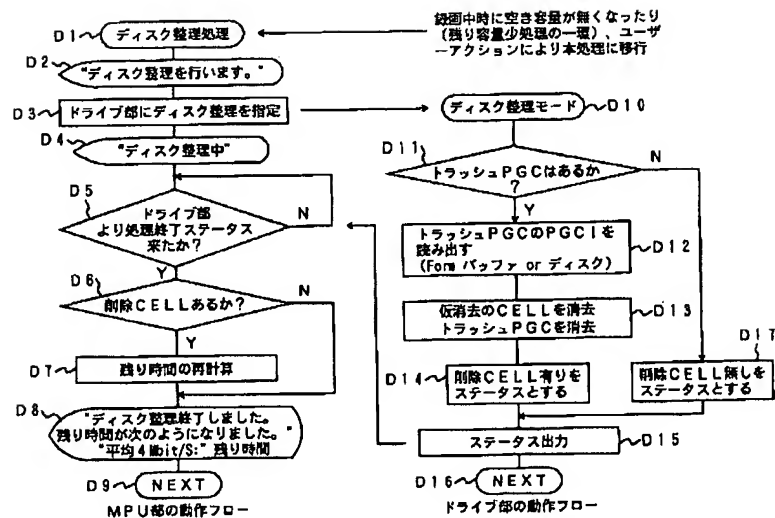 録画中時に空き容量が無くなったり
(残り容量少処理の一環)、ユーザ
ーアクションにより本処理に移行
D1
ディスク整理処理
D2
"ディスク整理を行います。"
D3
ドライブ部にディスク整理を指定
D4
"ディスク整理中"
D5
ドライブ部
より処理終了ステータス
来たか?
N
Y
D6
削除CELLあるか?
N
Y
D7
残り時間の再計算
D8
"ディスク整理終了しました。
残り時間が次のようになりました。"
"平均4Mbit/S:"残り時間
D9
NEXT
MPU部の動作フロー
ディスク整理モード
D10
D11
トラッシュPGCはあるか
?
N
Y
トラッシュPGCのPGCIを
読み出す
(Form バッファ or ディスク)
D12
仮消去のCELLを消去
トラッシュPGCを消去
D13
D14
削除CELL有りを
ステータスとする
D17
削除CELL無しを
ステータスとする
ステータス出力
D15
D16
NEXT
ドライブ部の動作フロー